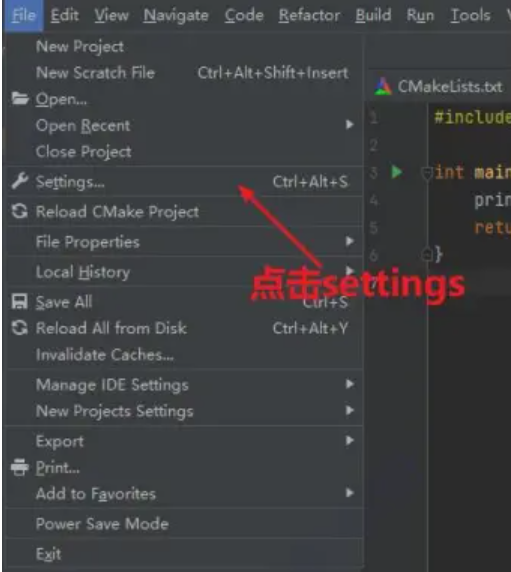 File Edit View Navigate Code Refactor Build Run Tools
New Project
New Scratch File Ctrl+Alt+Shift+Insert
Open...
CMakeLists.txt
Open Recent
1 #include
Close Project
2
3 int main
Settings... Ctrl+Alt+S
4 prin
Reload CMake Project
5 retu
File Properties
6 }
Local History
点击settings
7
Save All Ctrl+S
Reload All from Disk Ctrl+Alt+Y
Invalidate Caches...
Manage IDE Settings
New Projects Settings
Export
Print...
Add to Favorites
Power Save Mode
Exit